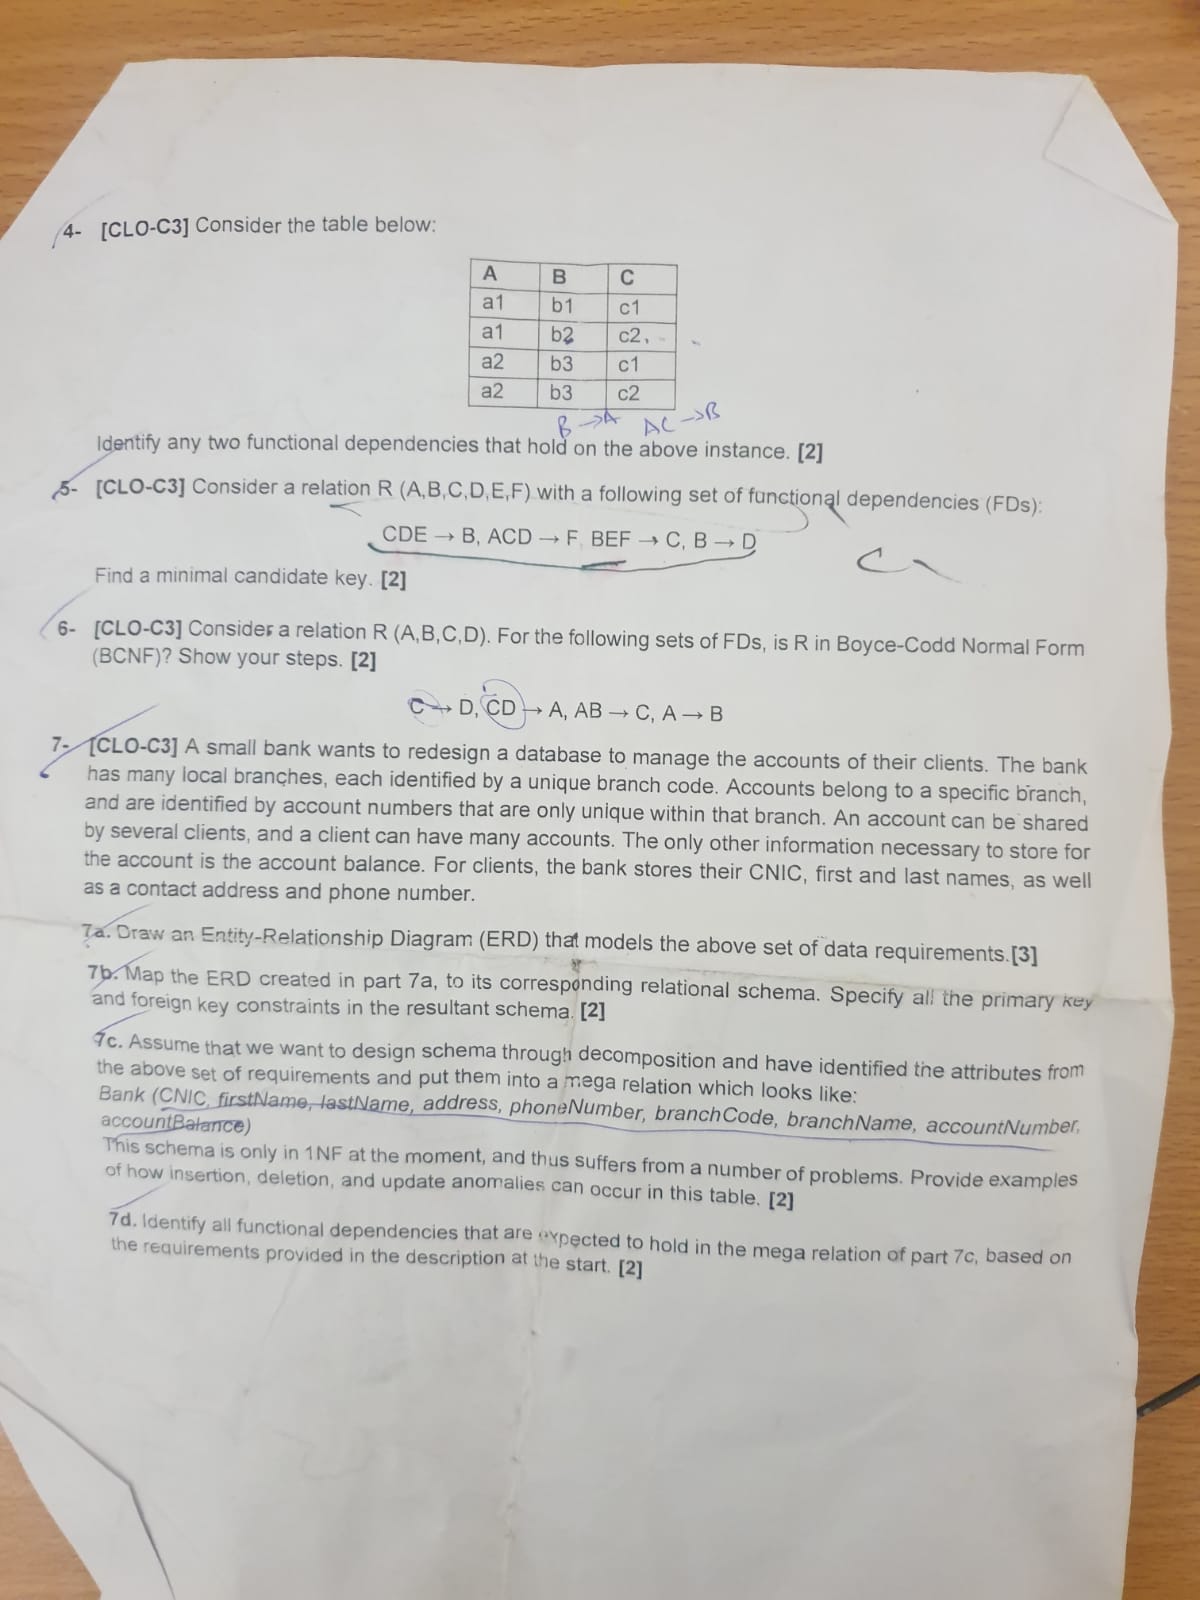 4- [CLO-C3] Consider the table below:
A B C
a1 b1 c1
a1 b2 c2,
a2 b3 c1
a2 b3 c2
B→A AC→B
Identify any two functional dependencies that hold on the above instance. [2]
5- [CLO-C3] Consider a relation R (A,B,C,D,E,F) with a following set of functional dependencies (FDs):
CDE → B, ACD → F, BEF → C, B → D
Find a minimal candidate key. [2]
6- [CLO-C3] Consider a relation R (A,B,C,D). For the following sets of FDs, is R in Boyce-Codd Normal Form
(BCNF)? Show your steps. [2]
C → D, CD → A, AB → C, A → B
7- [CLO-C3] A small bank wants to redesign a database to manage the accounts of their clients. The bank
has many local branches, each identified by a unique branch code. Accounts belong to a specific branch,
and are identified by account numbers that are only unique within that branch. An account can be shared
by several clients, and a client can have many accounts. The only other information necessary to store for
the account is the account balance. For clients, the bank stores their CNIC, first and last names, as well
as a contact address and phone number.
7a. Draw an Entity-Relationship Diagram (ERD) that models the above set of data requirements.[3]
7b. Map the ERD created in part 7a, to its corresponding relational schema. Specify all the primary key
and foreign key constraints in the resultant schema. [2]
7c. Assume that we want to design schema through decomposition and have identified the attributes from
the above set of requirements and put them into a mega relation which looks like:
Bank (CNIC, firstName, lastName, address, phoneNumber, branchCode, branchName, accountNumber,
accountBalance)
This schema is only in 1NF at the moment, and thus suffers from a number of problems. Provide examples
of how insertion, deletion, and update anomalies can occur in this table. [2]
7d. Identify all functional dependencies that are expected to hold in the mega relation of part 7c, based on
the requirements provided in the description at the start. [2]